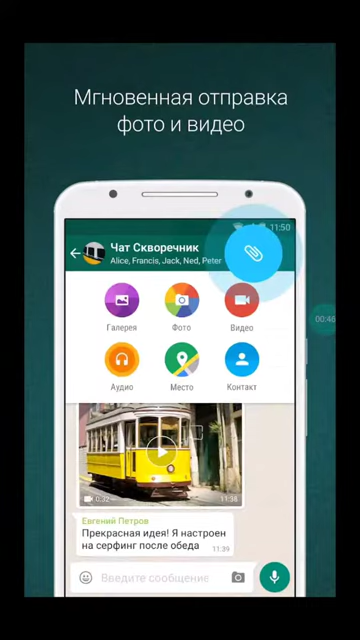 Мгновенная отправка
фото и видео
11:50
Чат Скворечник
Alice, Francis, Jack, Ned, Peter
00:46
Галерея
Фото
Видео
Аудио
Место
Контакт
0:32
11:38
Евгений Петров
Прекрасная идея! Я настроен
на серфинг после обеда
11:39
Введите сообщение